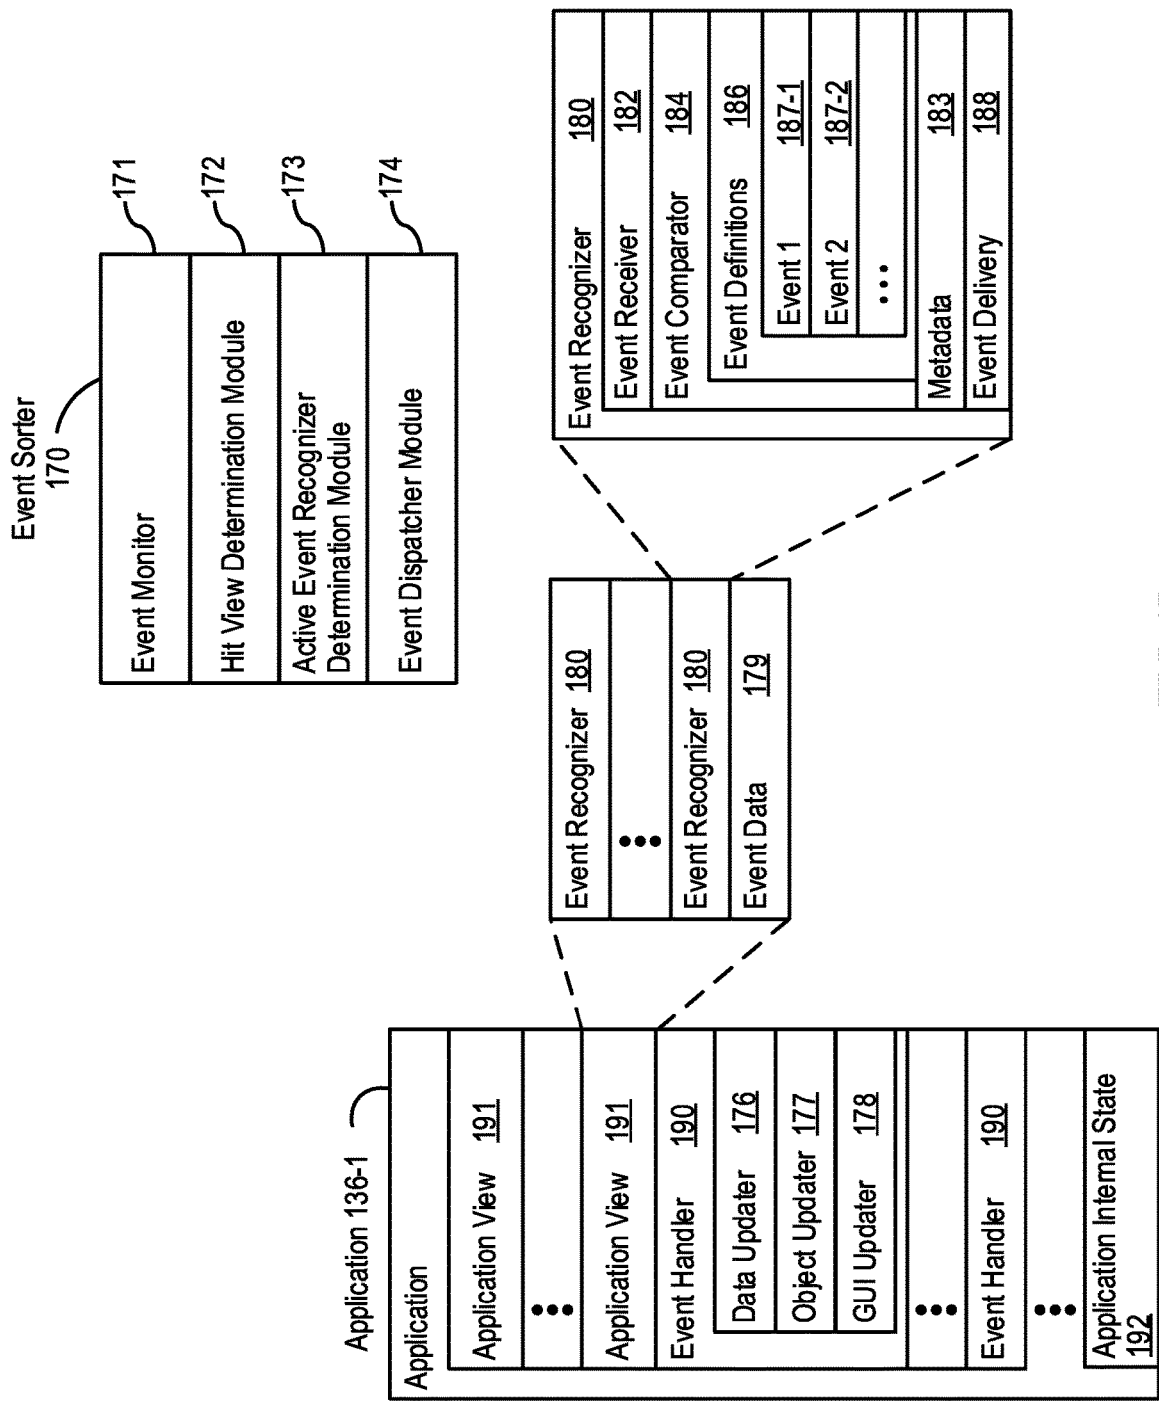 Event Sorter
170
Event Monitor
171
Hit View Determination Module
172
Active Event Recognizer
Determination Module
173
Event Dispatcher Module
174
Application 136-1
Application
Application View 191
Application View 191
Event Handler 190
Data Updater 176
Object Updater 177
GUI Updater 178
Event Handler 190
Application Internal State
192
Event Recognizer 180
Event Recognizer 180
Event Data 179
Event Recognizer 180
Event Receiver 182
Event Comparator 184
Event Definitions 186
Event 1 187-1
Event 2 187-2
Metadata 183
Event Delivery 188